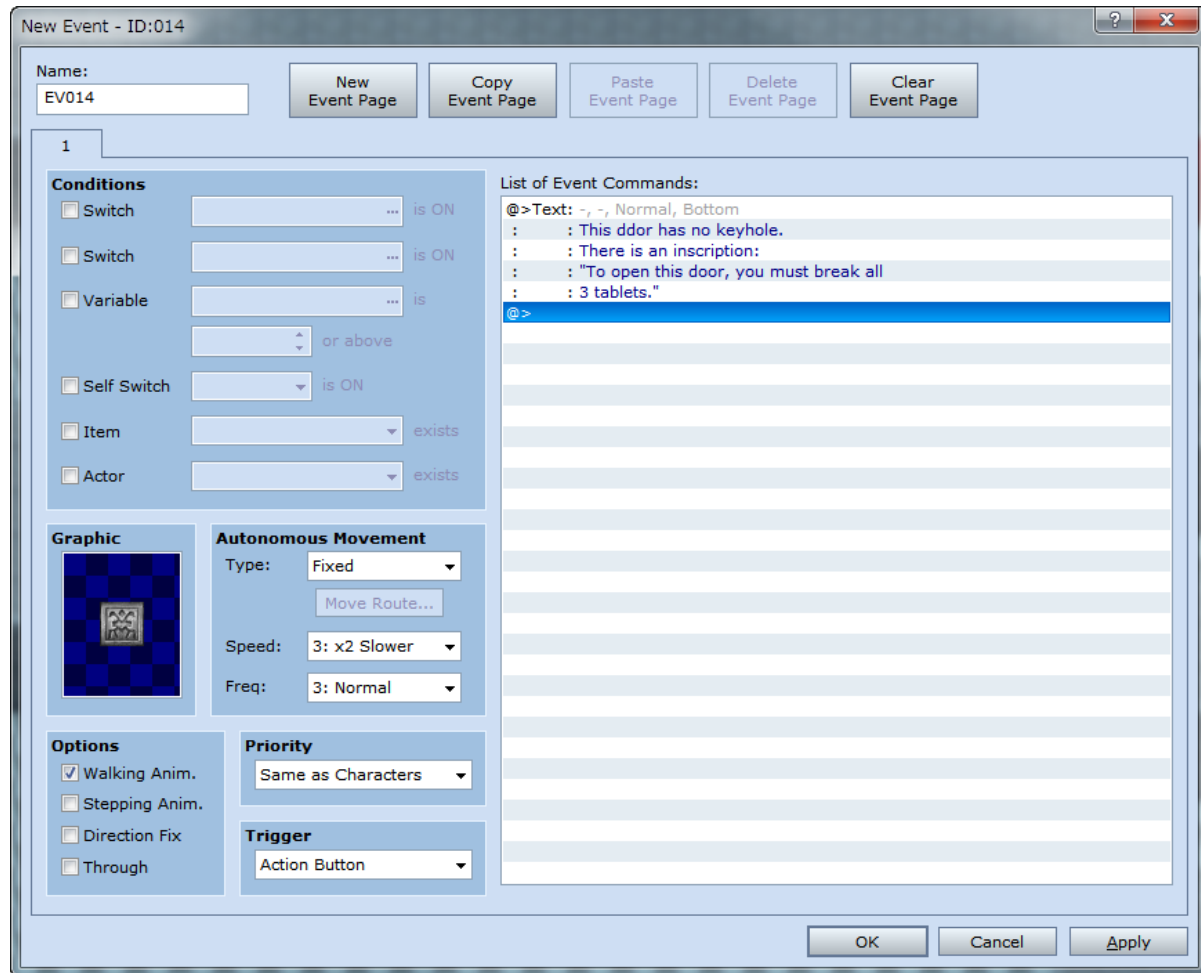 New Event - ID:014
?
Name:
EV014
New
Event Page
Copy
Event Page
Paste
Event Page
Delete
Event Page
Clear
Event Page
1
Conditions
Switch ... is ON
Switch ... is ON
Variable ... is
or above
Self Switch is ON
Item exists
Actor exists
Graphic
Autonomous Movement
Type: Fixed
Move Route...
Speed: 3: x2 Slower
Freq: 3: Normal
Options
Walking Anim.
Stepping Anim.
Direction Fix
Through
Priority
Same as Characters
Trigger
Action Button
List of Event Commands:
@>Text: -, -, Normal, Bottom
: : This ddor has no keyhole.
: : There is an inscription:
: : "To open this door, you must break all
: : 3 tablets."
@>
OK
Cancel
Apply